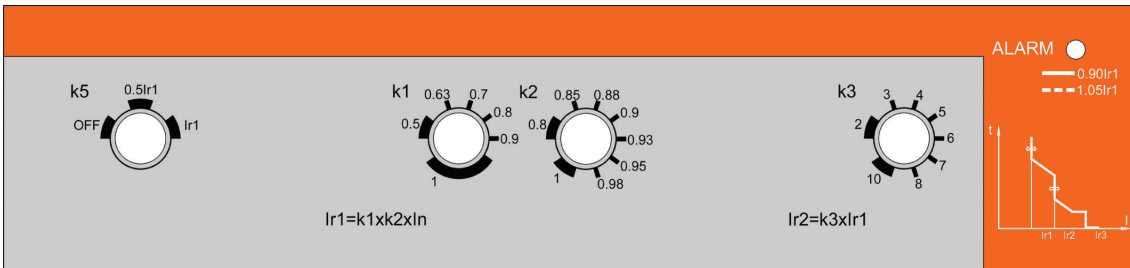 ALARM
0.90Ir1
1.05Ir1
k5
OFF
0.5Ir1
Ir1
k1
0.5
0.63
0.7
0.8
0.9
1
k2
0.8
0.85
0.88
0.9
0.93
0.95
0.98
1
k3
2
3
4
5
6
7
8
10
Ir1=k1xk2xIn
Ir2=k3xIr1
t
I
Ir1
Ir2
Ir3